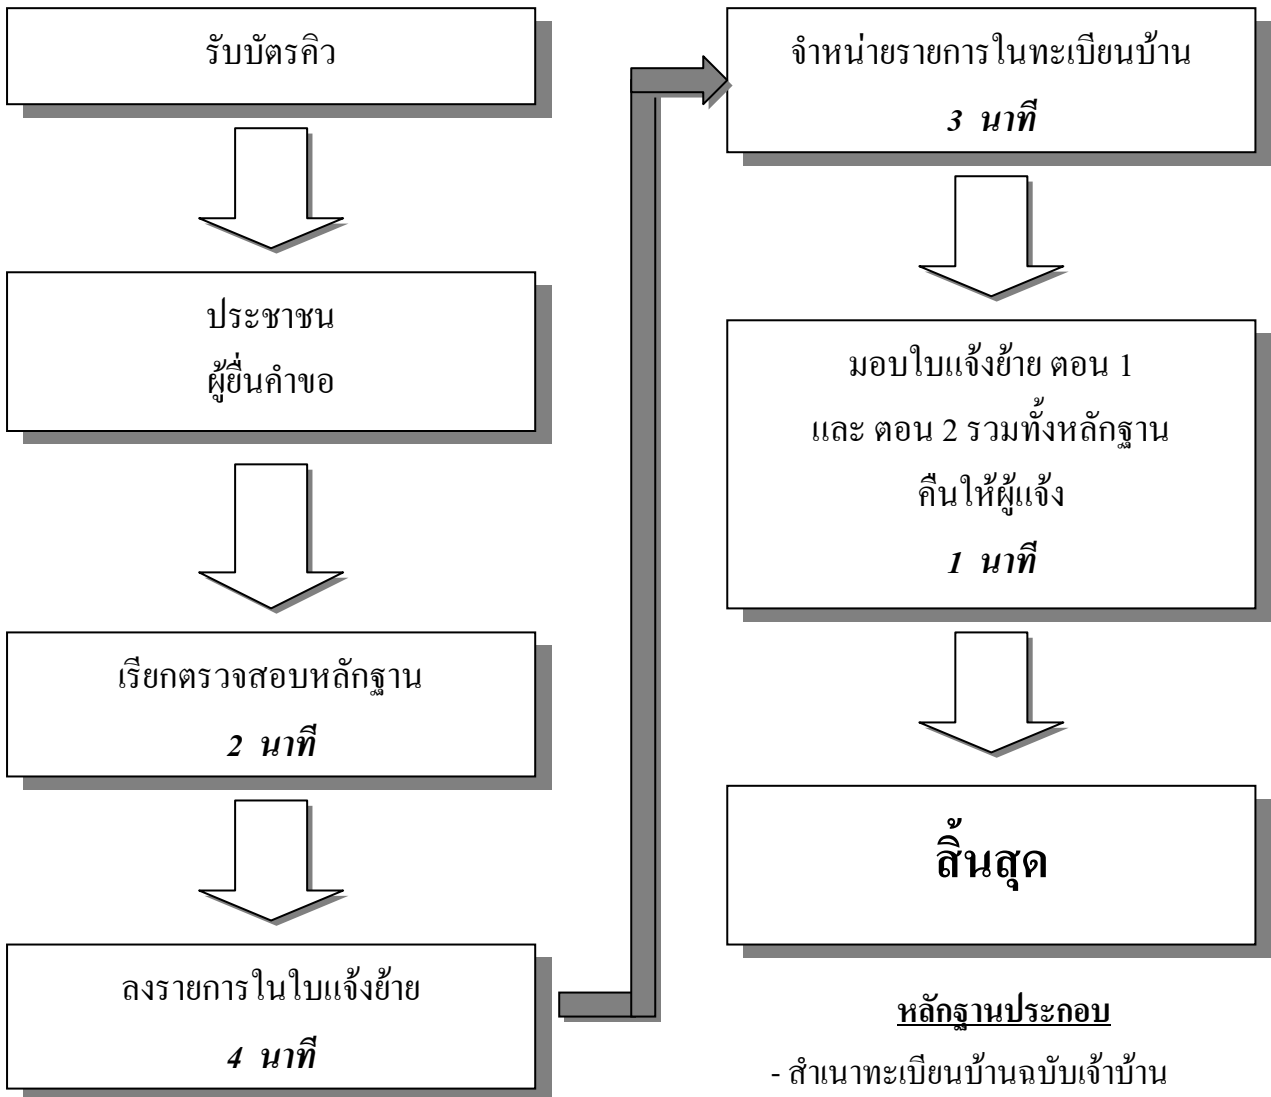 รับบัตรคิว
ประชาชน
ผู้ยื่นคำขอ
เรียกตรวจสอบหลักฐาน
2 นาที
ลงรายการในใบแจ้งย้าย
4 นาที
จำหน่ายรายการในทะเบียนบ้าน
3 นาที
มอบใบแจ้งย้าย ตอน 1
และ ตอน 2 รวมทั้งหลักฐาน
คืนให้ผู้แจ้ง
1 นาที
สิ้นสุด
หลักฐานประกอบ
- สำเนาทะเบียนบ้านฉบับเจ้าบ้าน